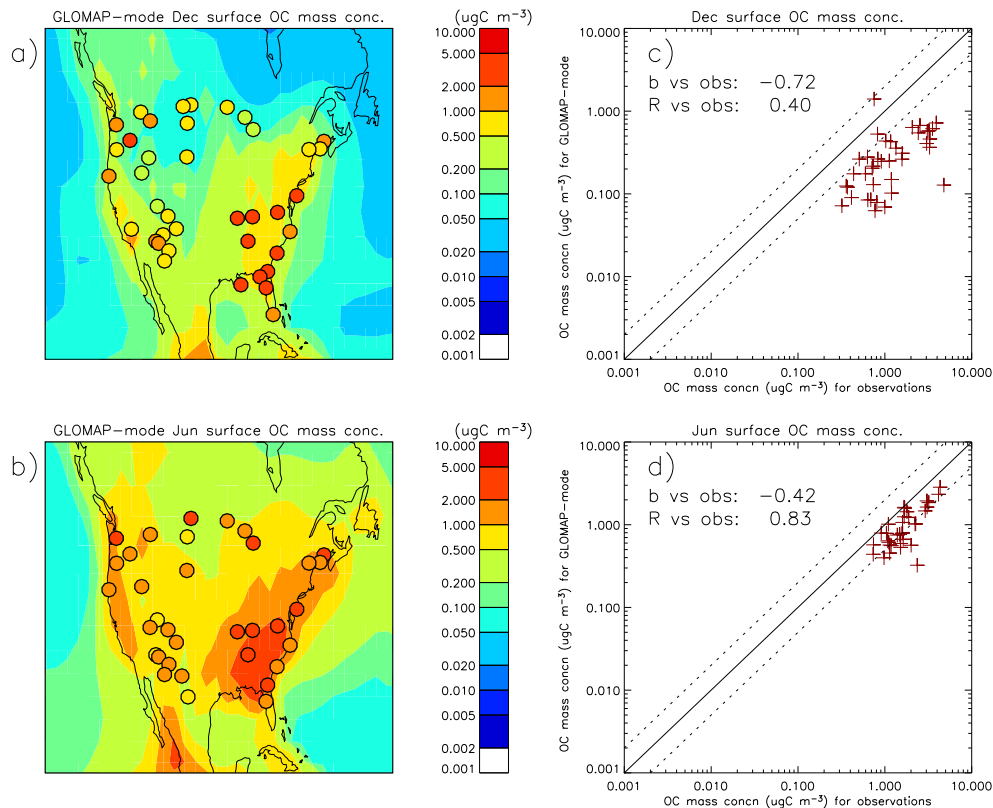 GLOMAP-mode Dec surface OC mass conc.
(ugC m-3)
a)
10.000
5.000
2.000
1.000
0.500
0.200
0.100
0.050
0.020
0.010
0.005
0.002
0.001
Dec surface OC mass conc.
c)
b vs obs: -0.72
R vs obs: 0.40
OC mass concn (ugC m-3) for GLOMAP-mode
10.000
1.000
0.100
0.010
0.001
0.001 0.010 0.100 1.000 10.000
OC mass concn (ugC m-3) for observations
GLOMAP-mode Jun surface OC mass conc.
(ugC m-3)
b)
10.000
5.000
2.000
1.000
0.500
0.200
0.100
0.050
0.020
0.010
0.005
0.002
0.001
Jun surface OC mass conc.
d)
b vs obs: -0.42
R vs obs: 0.83
OC mass concn (ugC m-3) for GLOMAP-mode
10.000
1.000
0.100
0.010
0.001
0.001 0.010 0.100 1.000 10.000
OC mass concn (ugC m-3) for observations